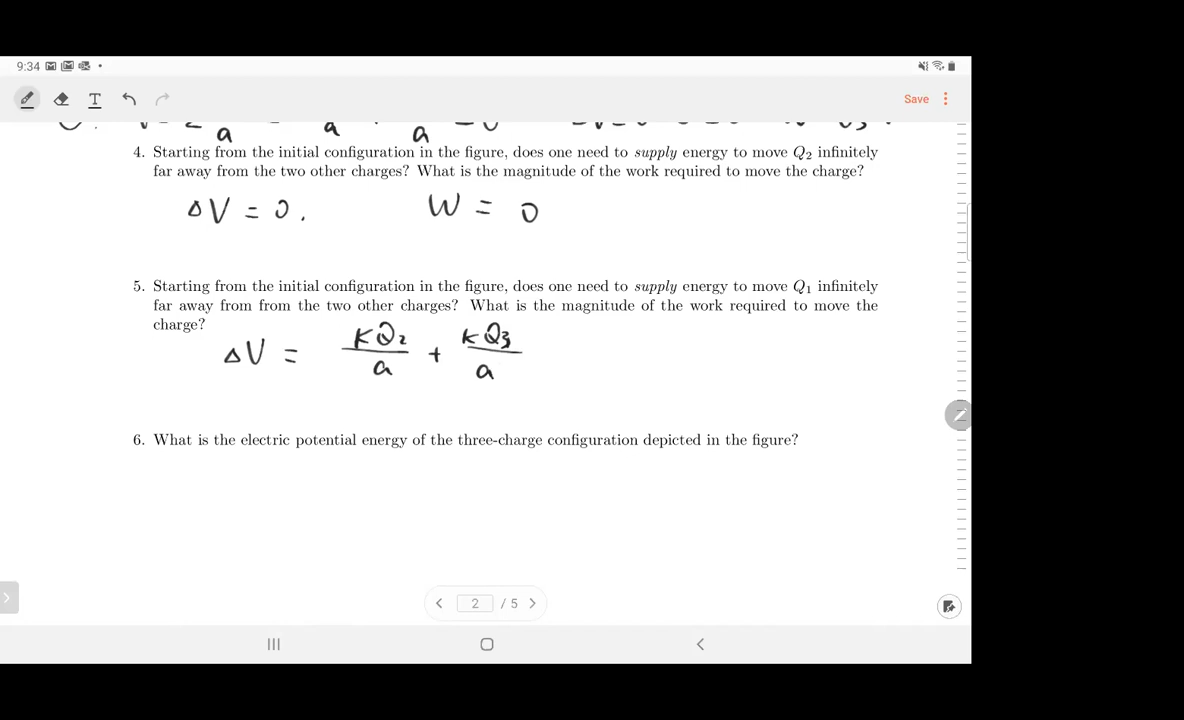 9:34
Save
a a a
4. Starting from the initial configuration in the figure, does one need to supply energy to move Q₂ infinitely
far away from the two other charges? What is the magnitude of the work required to move the charge?
ΔV = 0. W = 0
5. Starting from the initial configuration in the figure, does one need to supply energy to move Q₁ infinitely
far away from from the two other charges? What is the magnitude of the work required to move the
charge?
ΔV = KQ₂/a + KQ₃/a
6. What is the electric potential energy of the three-charge configuration depicted in the figure?
2 / 5